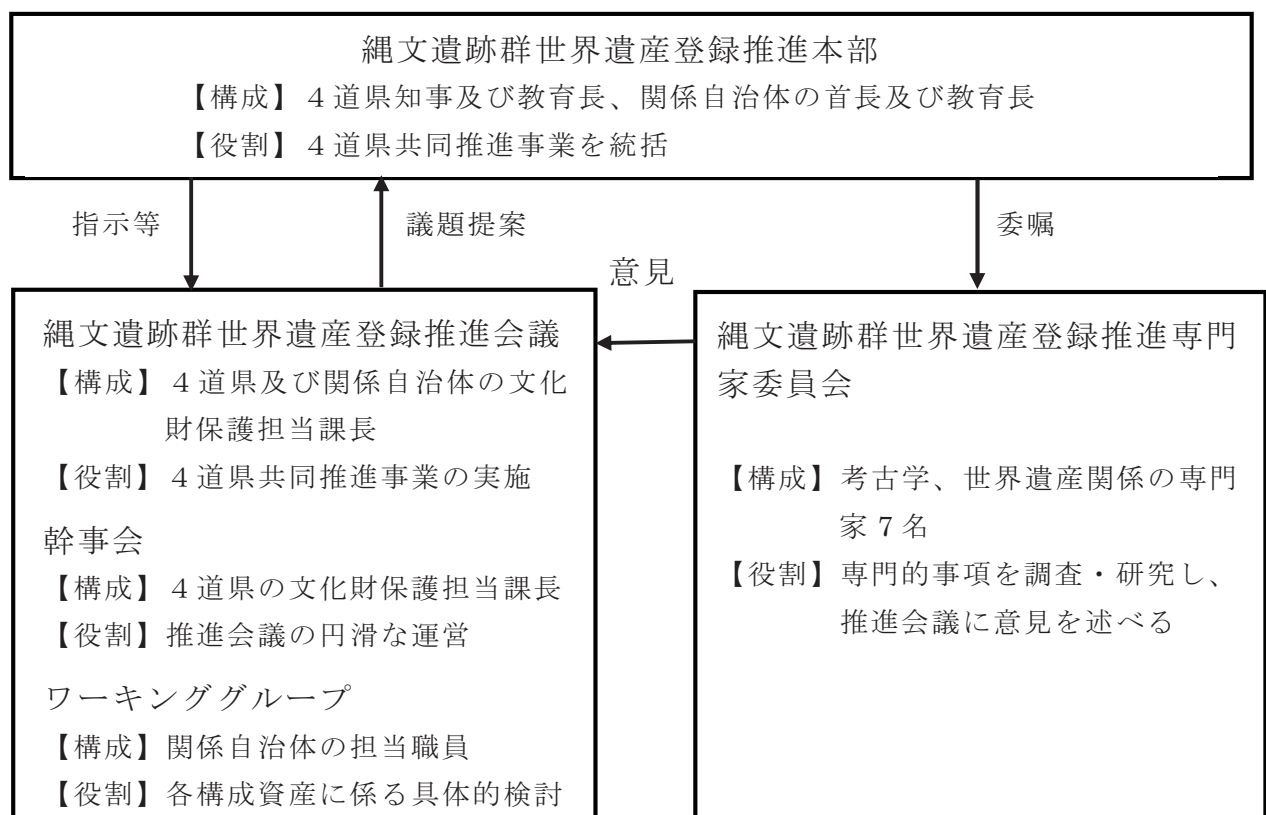 縄文遺跡群世界遺産登録推進本部
【構成】４道県知事及び教育長、関係自治体の首長及び教育長
【役割】４道県共同推進事業を統括
指示等
議題提案
委嘱
意見
縄文遺跡群世界遺産登録推進会議
【構成】４道県及び関係自治体の文化
財保護担当課長
【役割】４道県共同推進事業の実施
幹事会
【構成】４道県の文化財保護担当課長
【役割】推進会議の円滑な運営
ワーキンググループ
【構成】関係自治体の担当職員
【役割】各構成資産に係る具体的検討
縄文遺跡群世界遺産登録推進専門
家委員会
【構成】考古学、世界遺産関係の専門
家７名
【役割】専門的事項を調査・研究し、
推進会議に意見を述べる